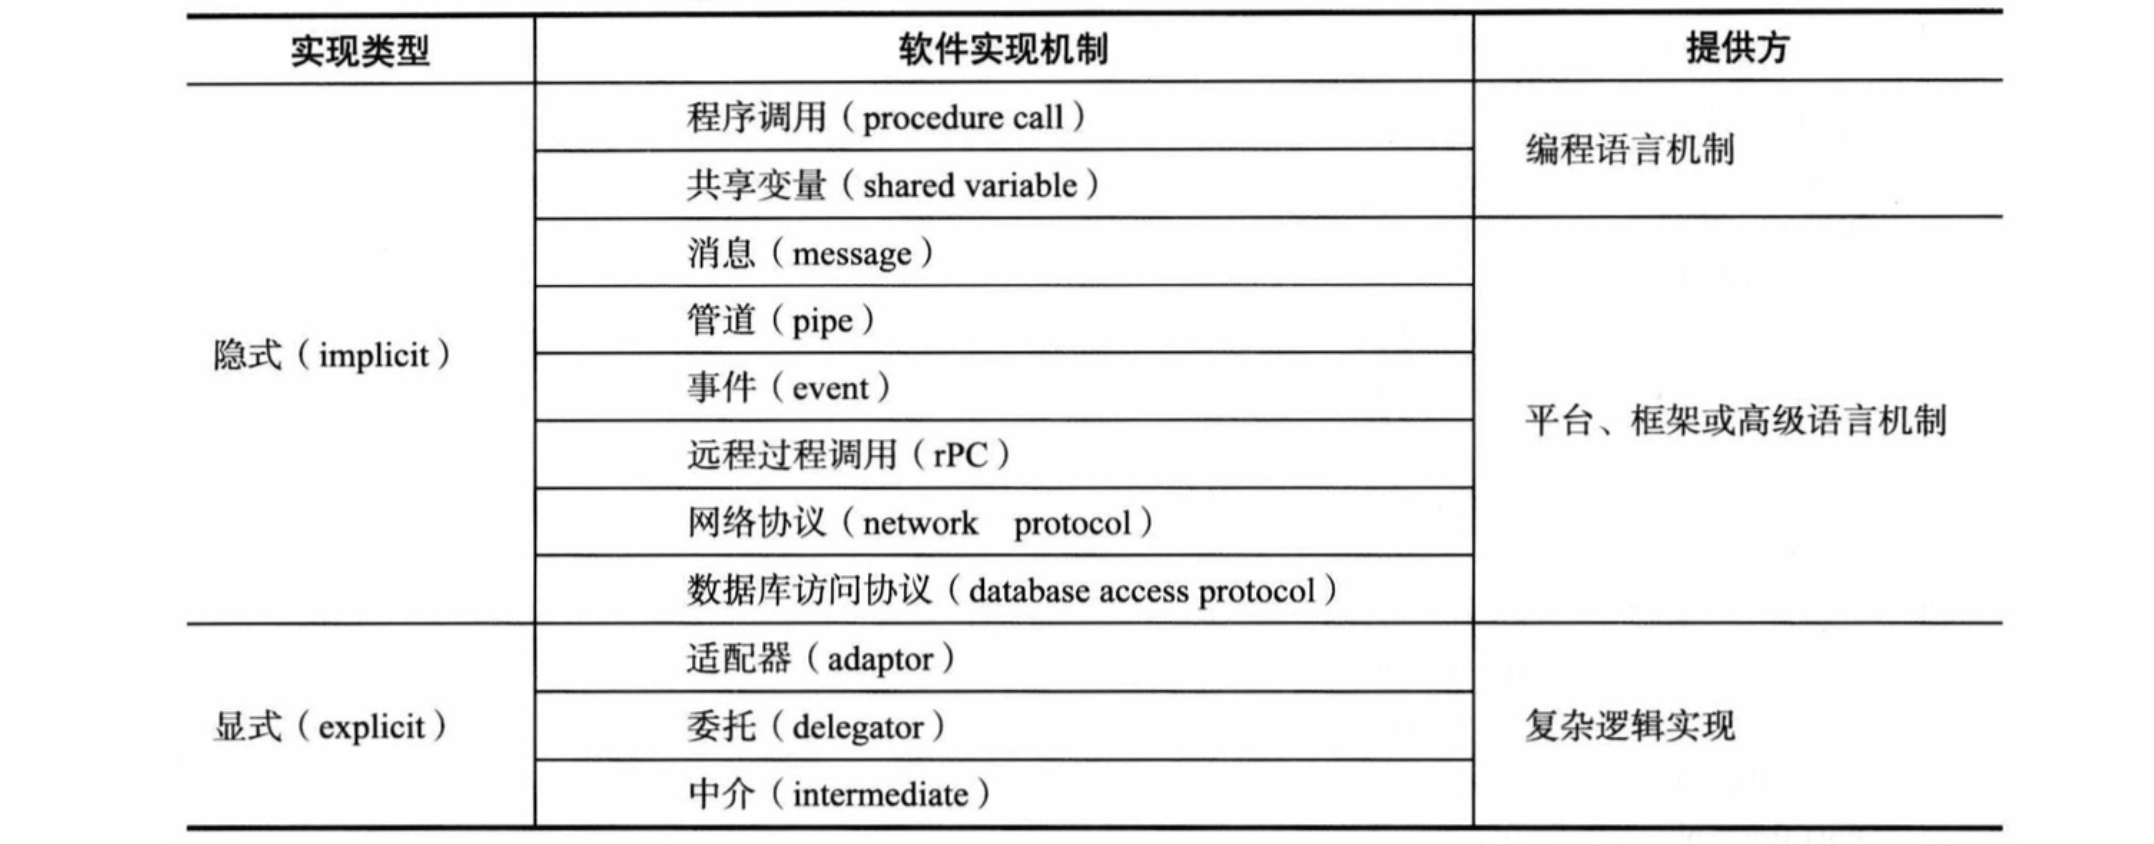 实现类型 软件实现机制 提供方
程序调用（procedure call）
编程语言机制
共享变量（shared variable）
消息（message）
管道（pipe）
隐式（implicit）
事件（event）
平台、框架或高级语言机制
远程过程调用（rPC）
网络协议（network protocol）
数据库访问协议（database access protocol）
适配器（adaptor）
显式（explicit） 委托（delegator） 复杂逻辑实现
中介（intermediate）